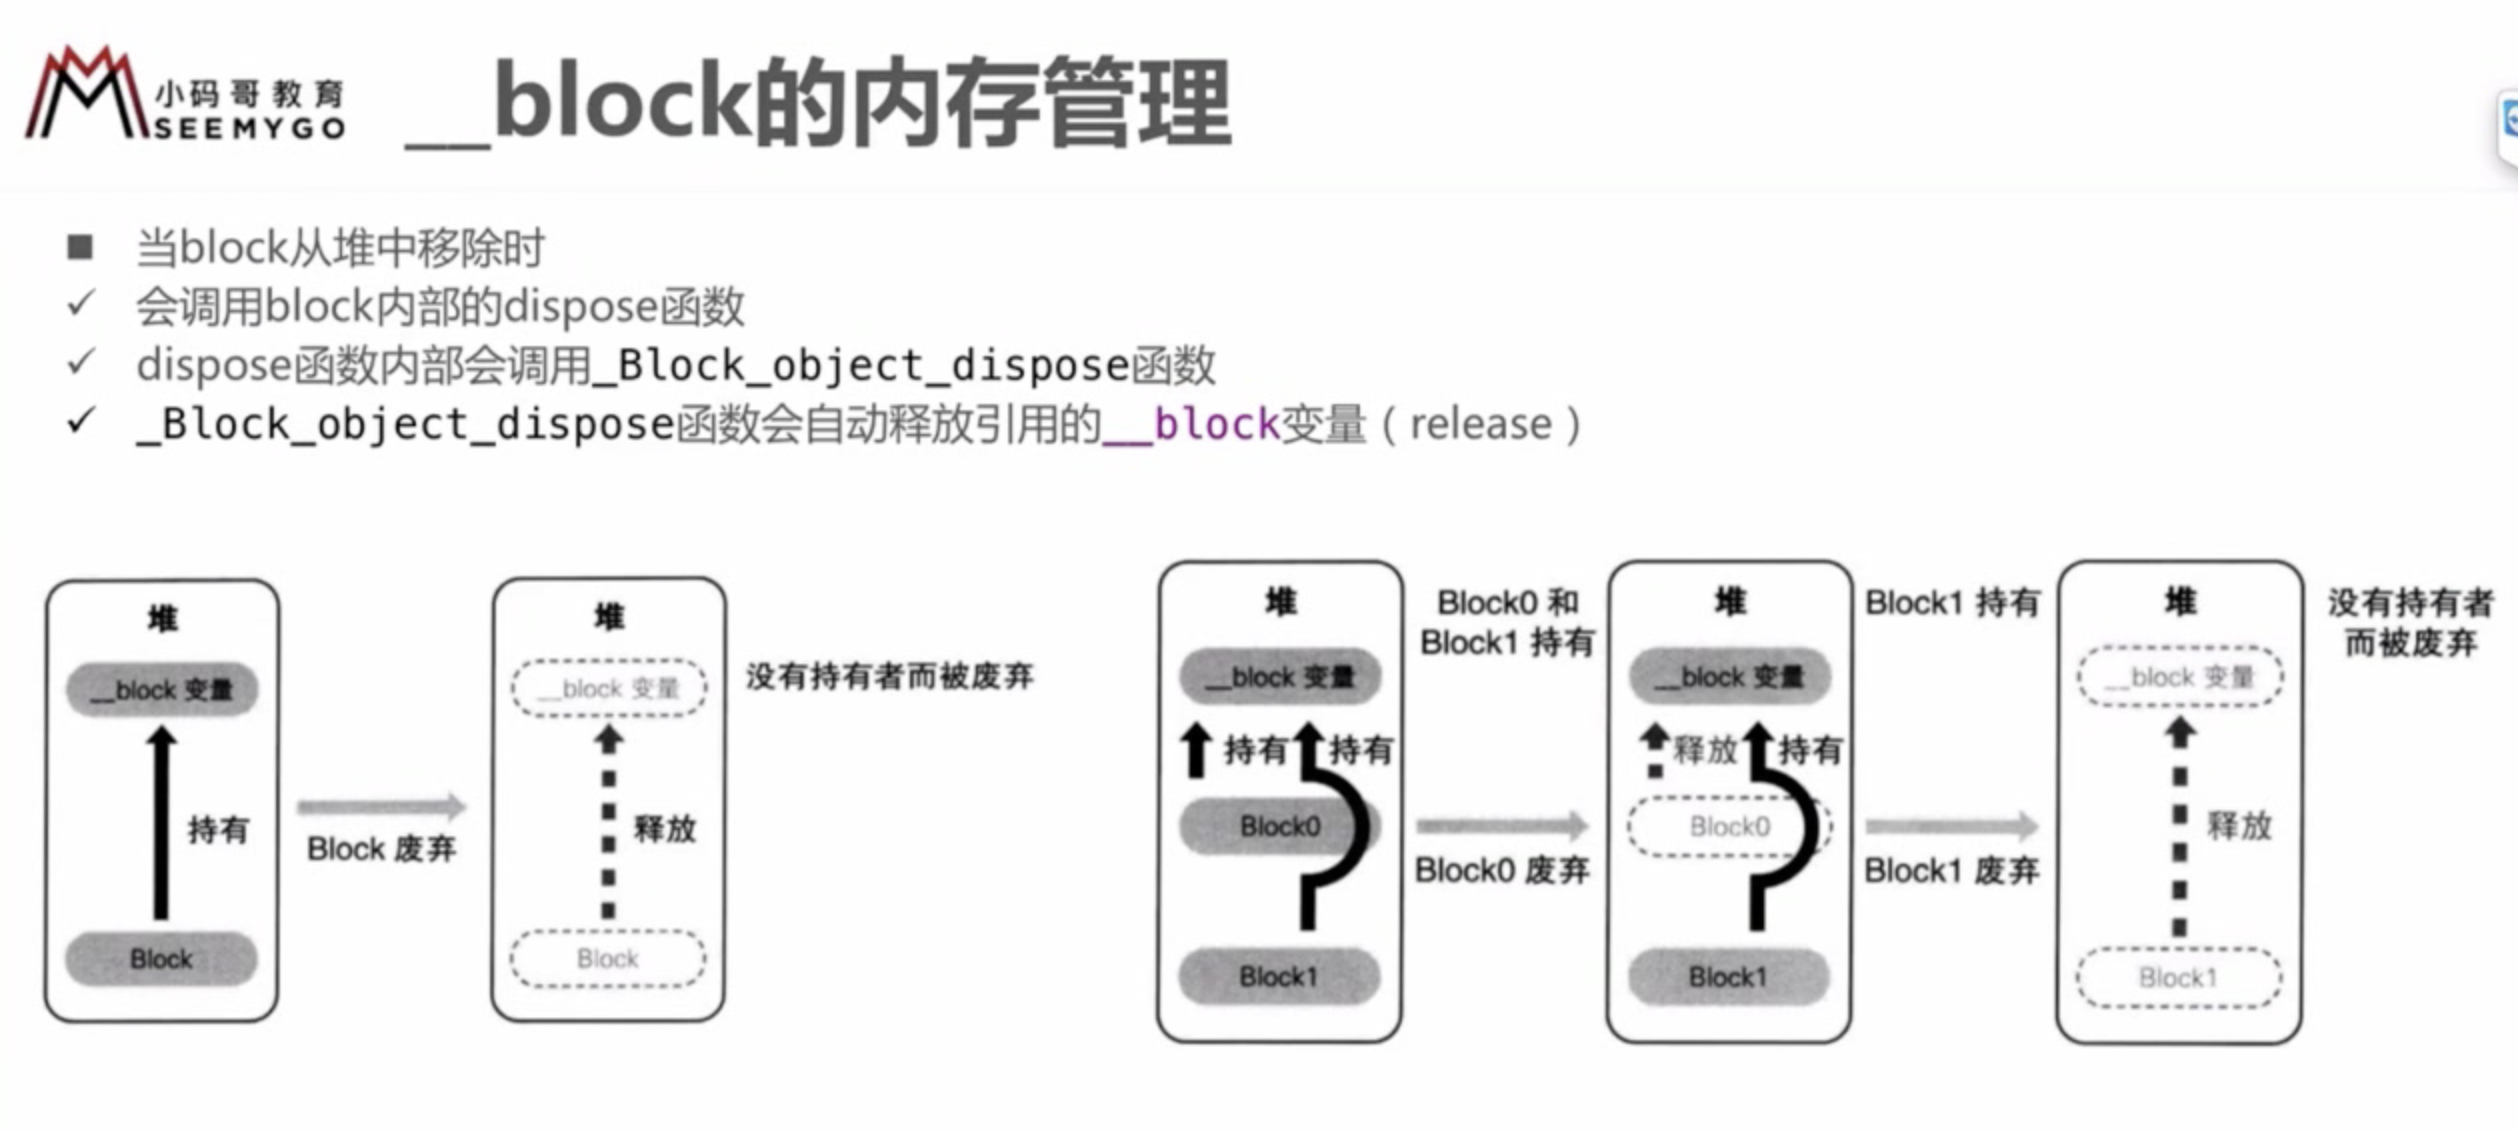 小码哥教育
SEEMYGO
__block的内存管理
当block从堆中移除时
会调用block内部的dispose函数
dispose函数内部会调用_Block_object_dispose函数
_Block_object_dispose函数会自动释放引用的__block变量（release）
堆
__block 变量
持有
Block
Block 废弃
堆
__block 变量
释放
Block
没有持有者而被废弃
堆
__block 变量
持有 持有
Block0
Block1
Block0 和
Block1 持有
Block0 废弃
堆
__block 变量
释放 持有
Block0
Block1
Block1 持有
Block1 废弃
堆
__block 变量
释放
Block1
没有持有者
而被废弃